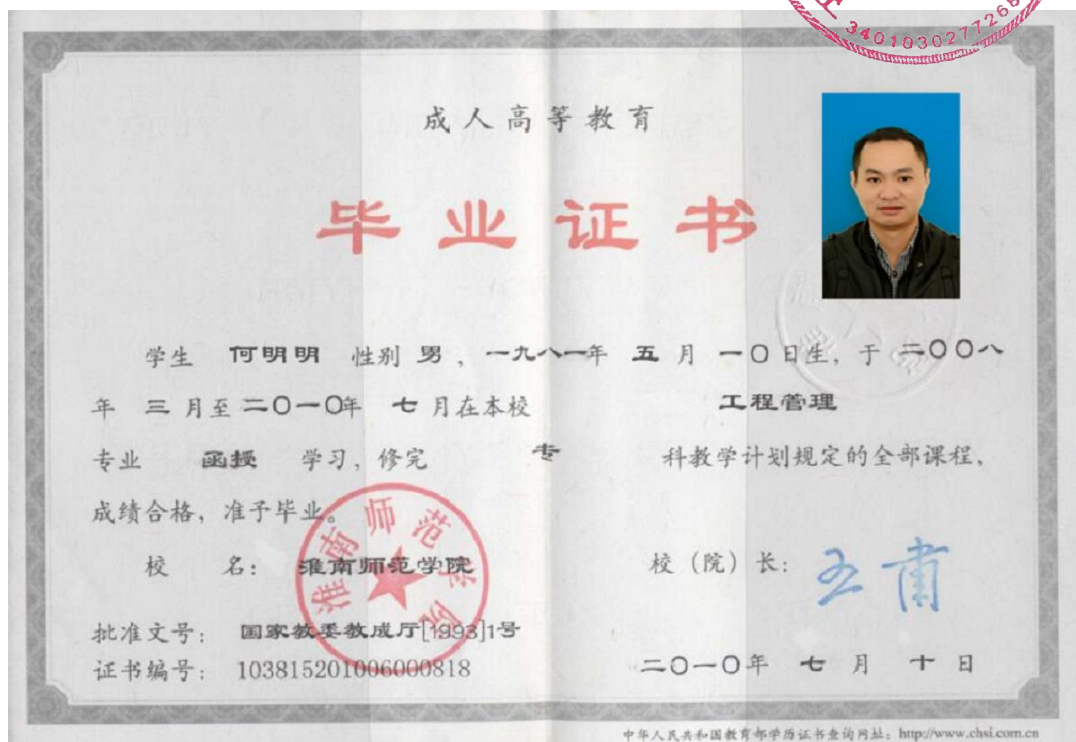 3401030277268
成人高等教育
毕业证书
学生 何明明 性别 男，一九八一年 五 月 一〇日生，于 二〇〇八
年 三 月至 二〇一〇年 七 月在本校 工程管理
专业 函授 学习，修完 专 科教学计划规定的全部课程，
成绩合格，准予毕业。
淮南师范学院
校 名： 淮南师范学院
校（院）长：
批准文号： 国家教委教成厅[1993]1号
证书编号： 103815201006000818
二〇一〇年 七 月 十 日
中华人民共和国教育部学历证书查询网址：http://www.chsi.com.cn